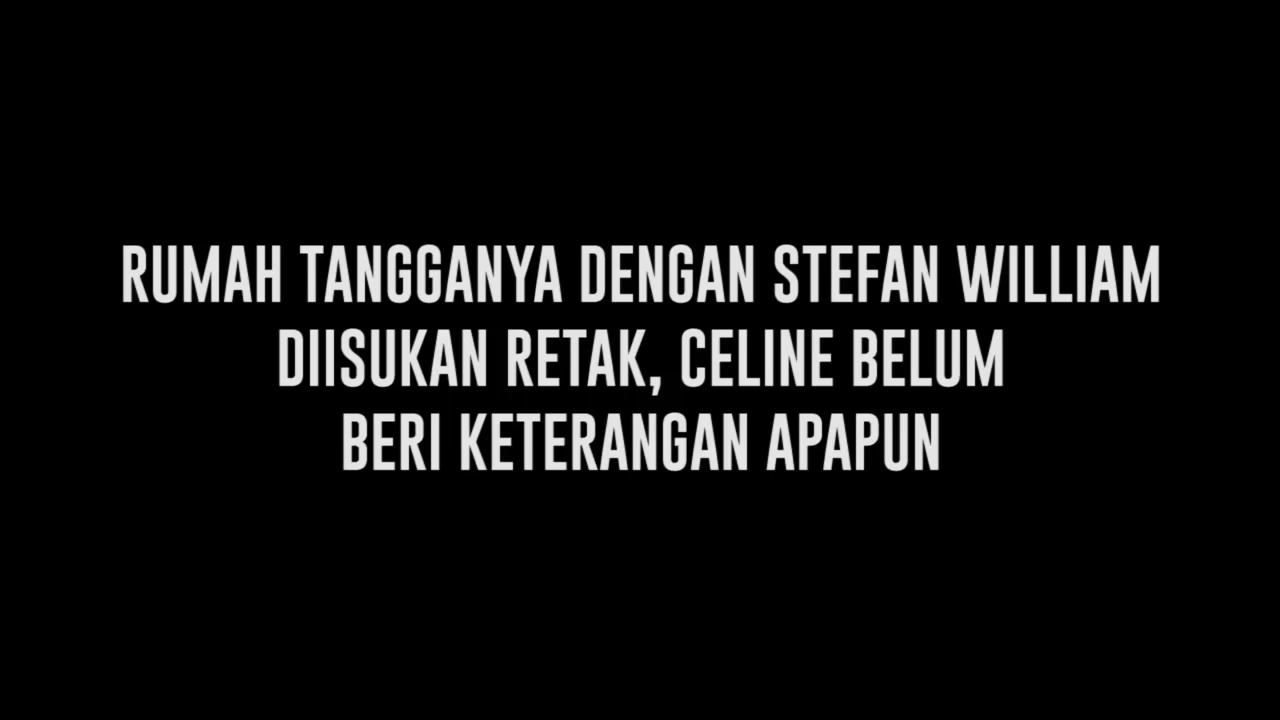 RUMAH TANGGANYA DENGAN STEFAN WILLIAM
DIISUKAN RETAK, CELINE BELUM
BERI KETERANGAN APAPUN